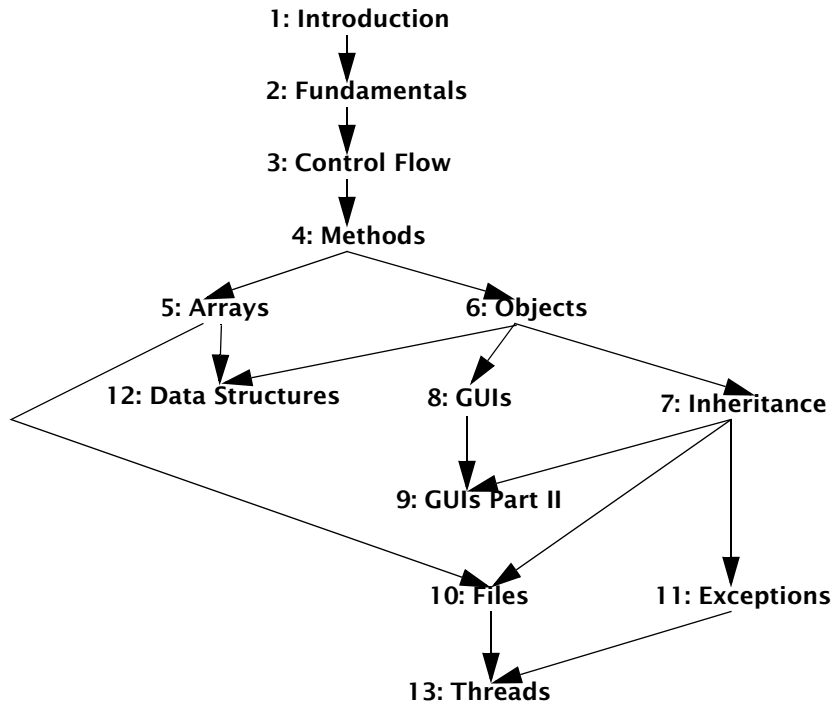 1: Introduction
2: Fundamentals
3: Control Flow
4: Methods
5: Arrays
6: Objects
12: Data Structures
8: GUIs
7: Inheritance
9: GUIs Part II
10: Files
11: Exceptions
13: Threads